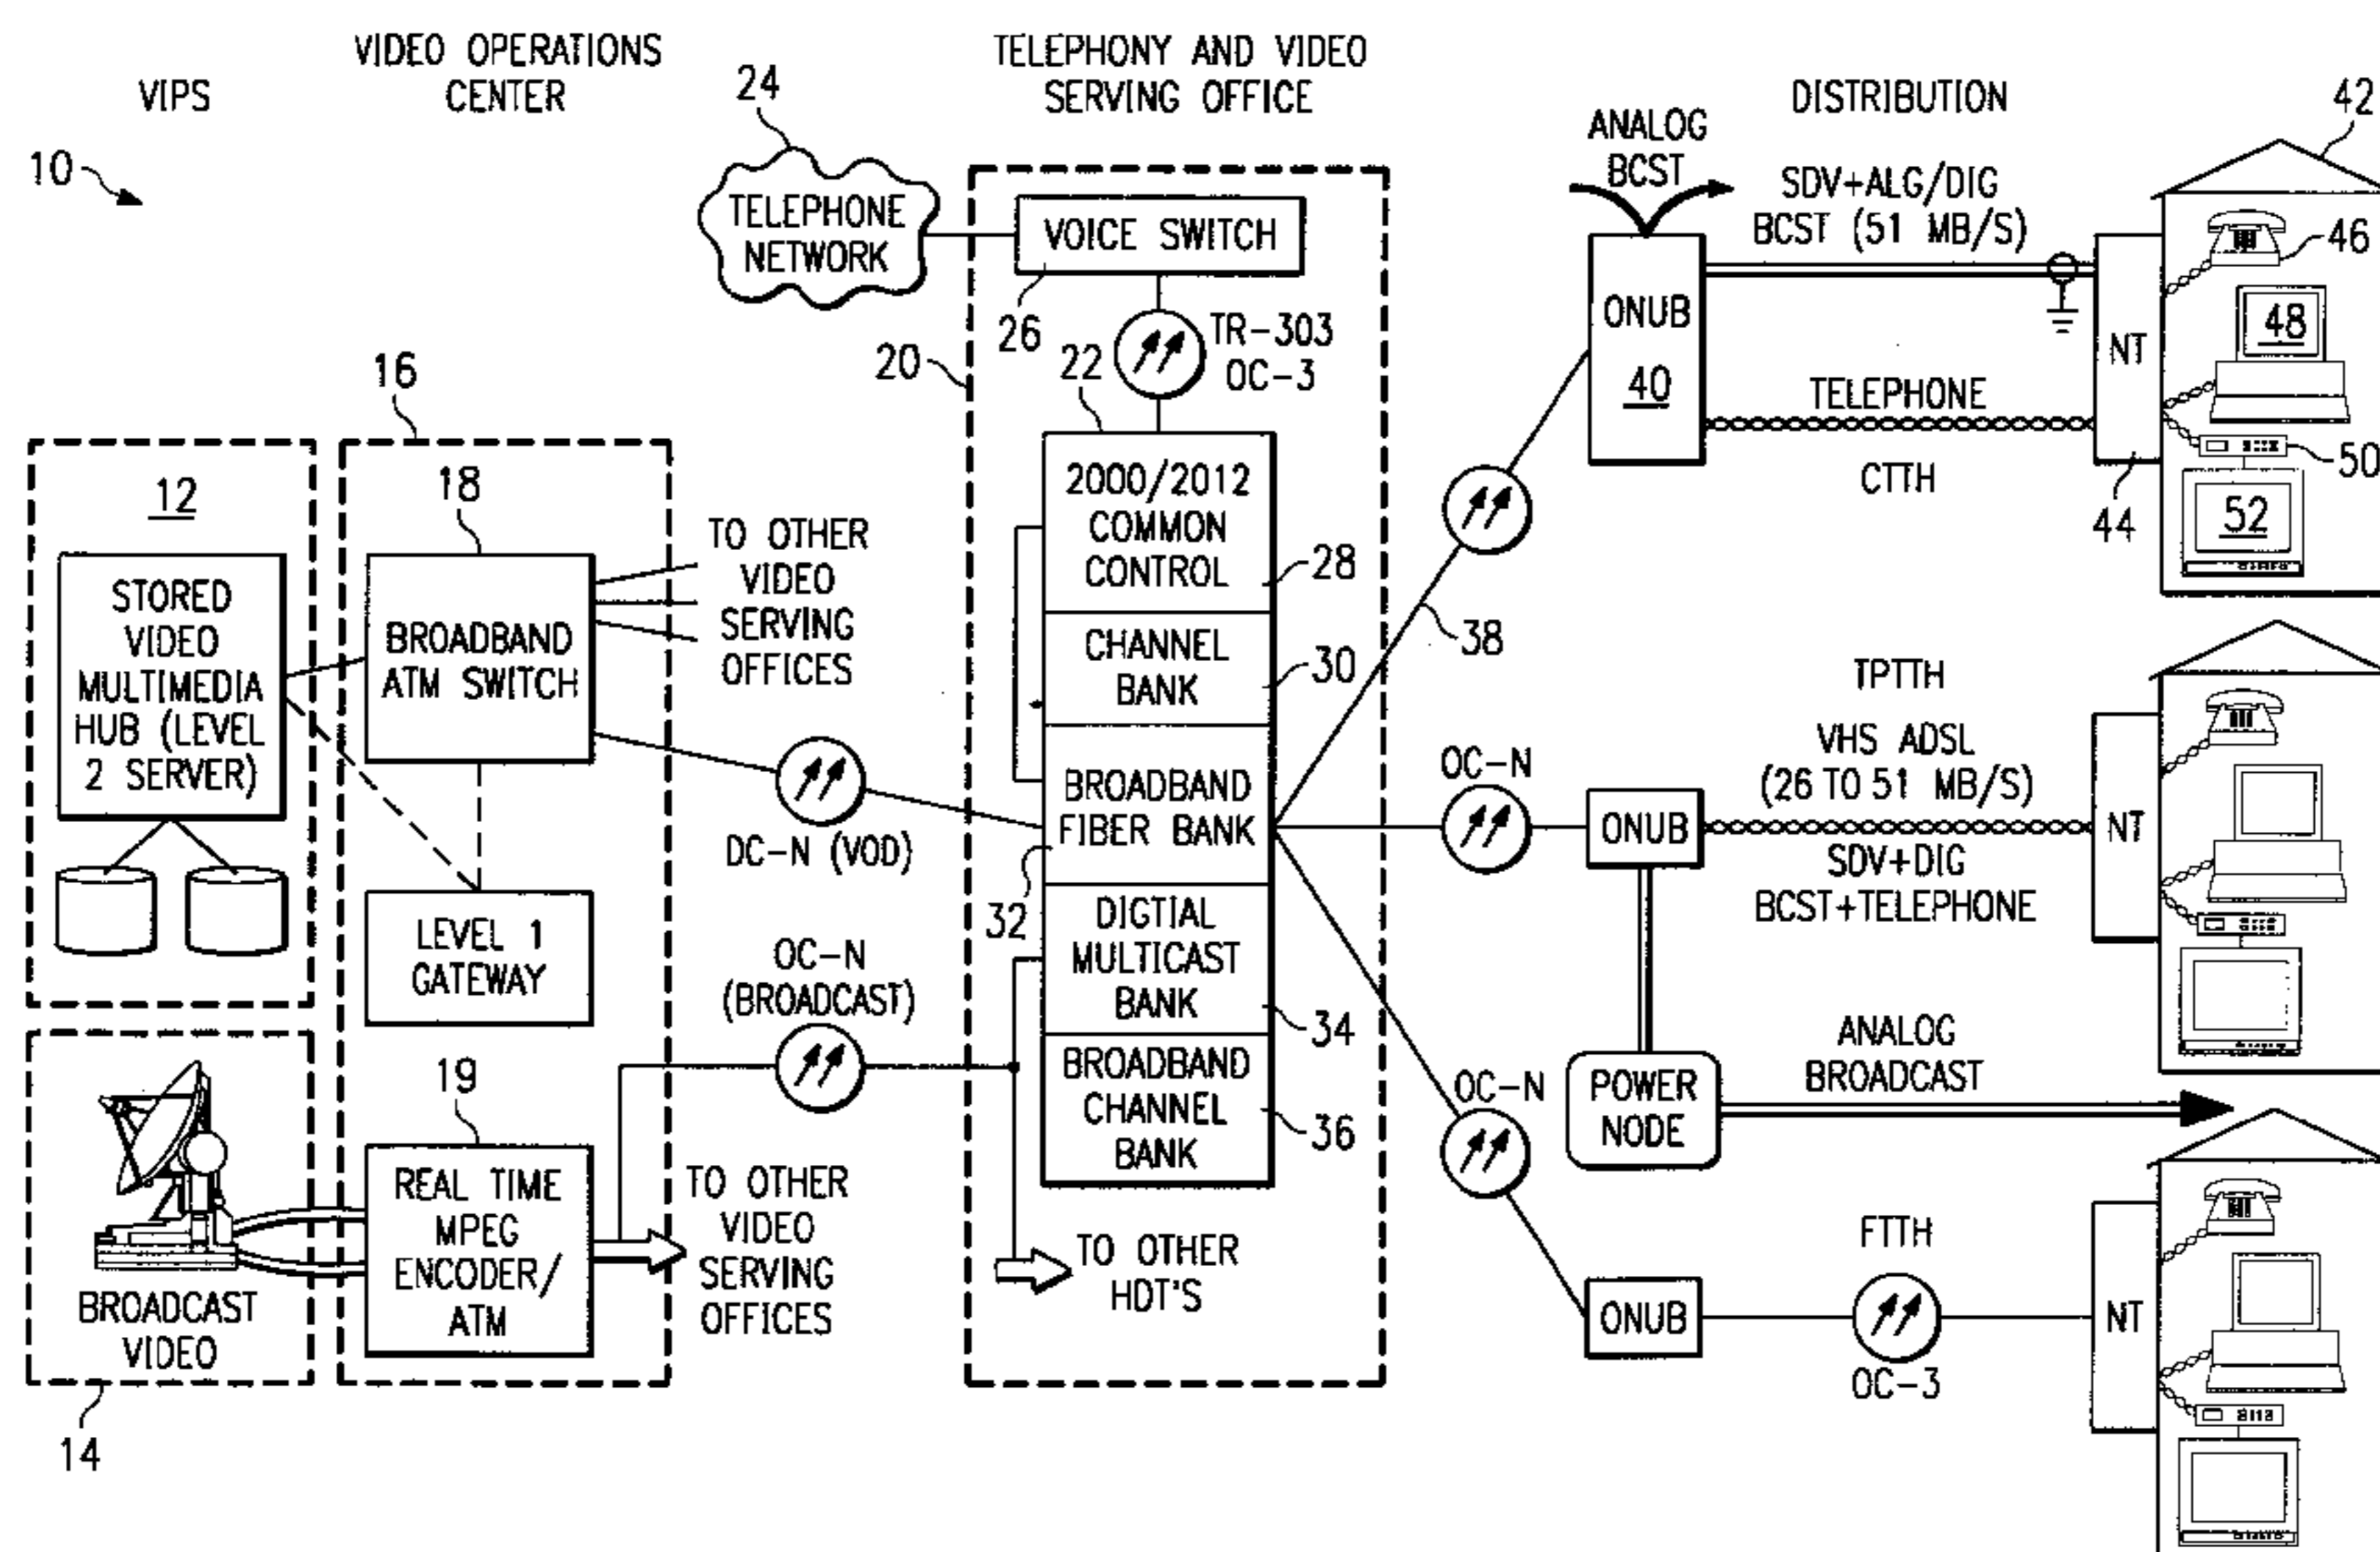 VIPS
VIDEO OPERATIONS
CENTER
TELEPHONY AND VIDEO
SERVING OFFICE
DISTRIBUTION
10
24
TELEPHONE
NETWORK
VOICE SWITCH
26
TR-303
OC-3
20
22
16
12
STORED
VIDEO
MULTIMEDIA
HUB (LEVEL
2 SERVER)
18
BROADBAND
ATM SWITCH
TO OTHER
VIDEO
SERVING
OFFICES
LEVEL 1
GATEWAY
DC-N (VOD)
OC-N
(BROADCAST)
BROADCAST
VIDEO
14
19
REAL TIME
MPEG
ENCODER/
ATM
TO OTHER
VIDEO
SERVING
OFFICES
2000/2012
COMMON
CONTROL
28
CHANNEL
BANK
30
BROADBAND
FIBER BANK
32
DIGTIAL
MULTICAST
BANK
34
BROADBAND
CHANNEL
BANK
36
TO OTHER
HDT'S
38
ANALOG
BCST
SDV+ALG/DIG
BCST (51 MB/S)
ONUB
40
TELEPHONE
CTTH
NT
44
42
46
48
50
52
OC-N
ONUB
TPTTH
VHS ADSL
(26 TO 51 MB/S)
SDV+DIG
BCST+TELEPHONE
NT
POWER
NODE
ANALOG
BROADCAST
OC-N
ONUB
FTTH
OC-3
NT